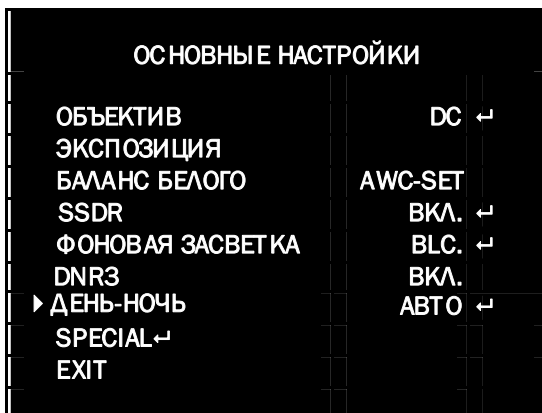 ОСНОВНЫЕ НАСТРОЙКИ
ОБЪЕКТИВ DC ↵
ЭКСПОЗИЦИЯ
БАЛАНС БЕЛОГО AWC-SET
SSDR ВКЛ. ↵
ФОНОВАЯ ЗАСВЕТКА BLC. ↵
DNR3 ВКЛ.
ДЕНЬ-НОЧЬ АВТО ↵
SPECIAL↵
EXIT